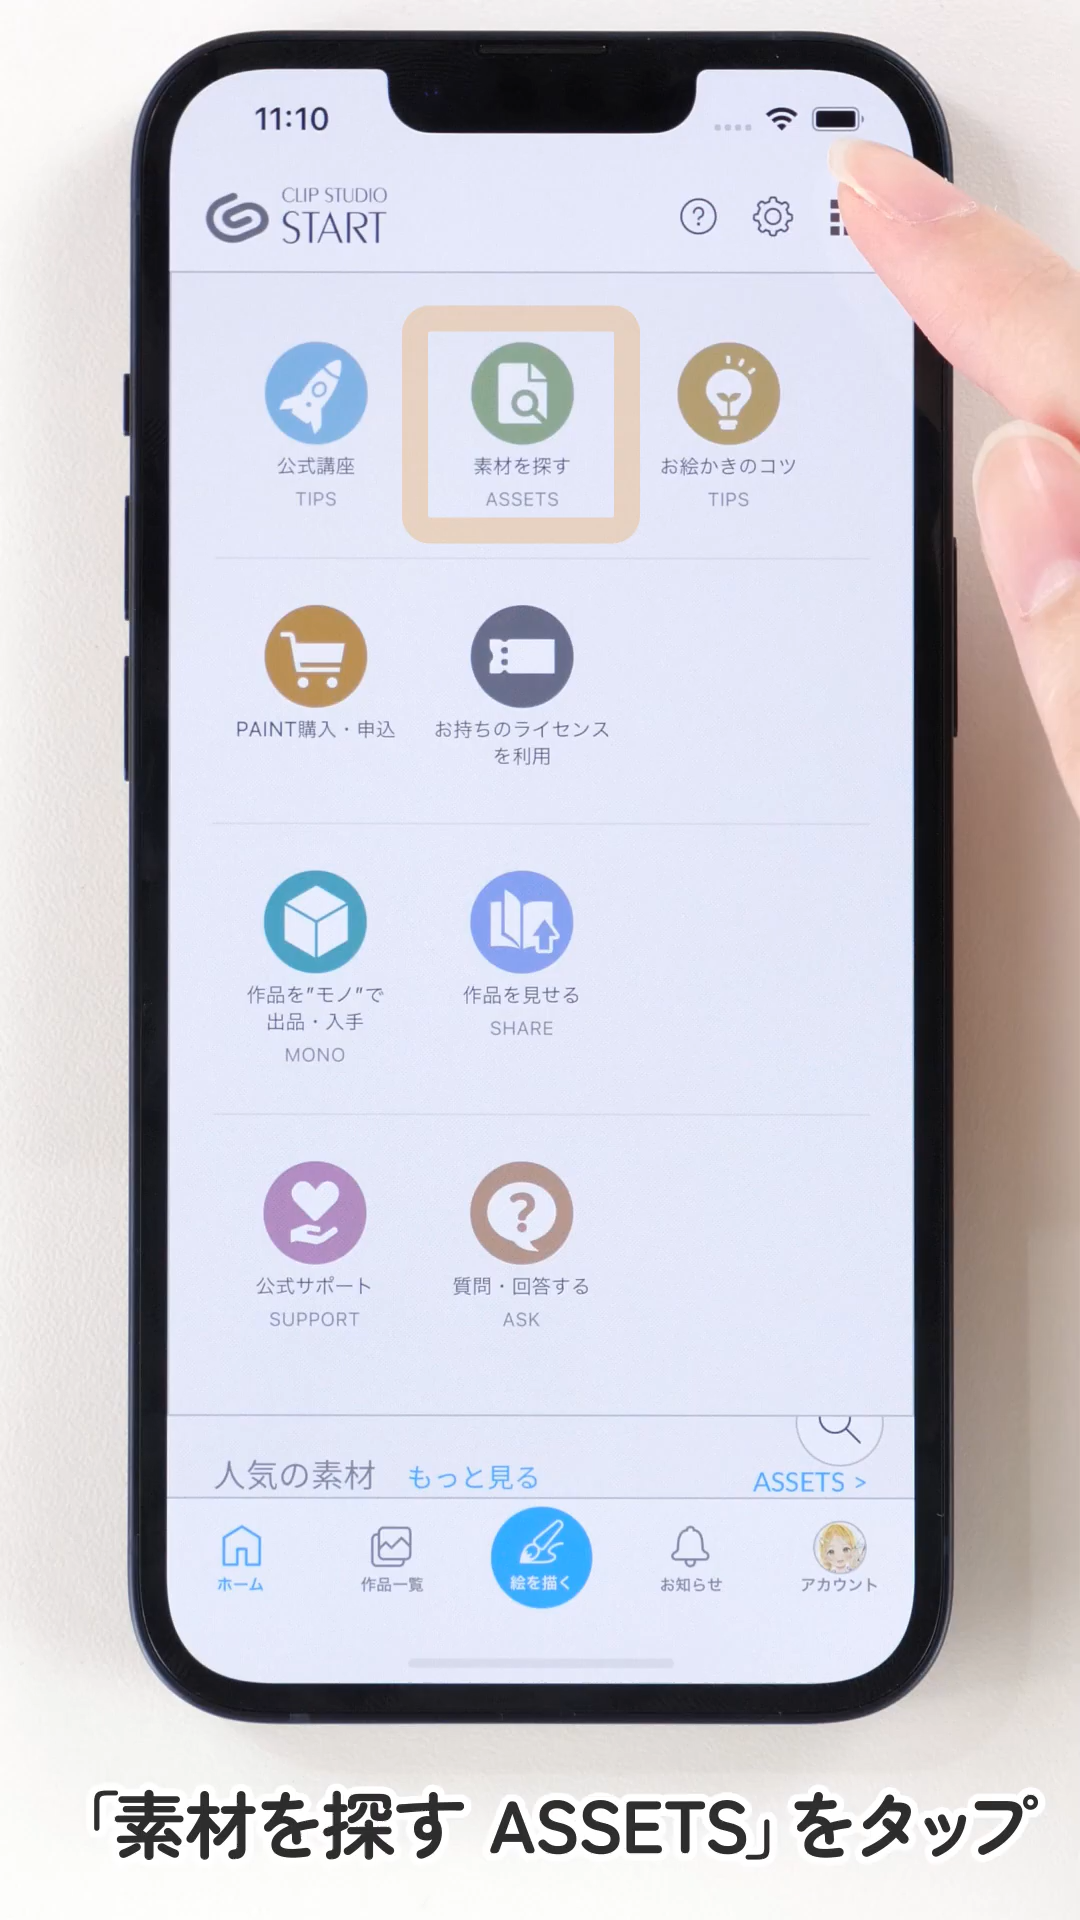 11:10
CLIP STUDIO
START
公式講座
TIPS
素材を探す
ASSETS
お絵かきのコツ
TIPS
PAINT購入・申込
お持ちのライセンス
を利用
作品を"モノ"で
出品・入手
MONO
作品を見せる
SHARE
公式サポート
SUPPORT
質問・回答する
ASK
人気の素材 もっと見る ASSETS >
ホーム
作品一覧
絵を描く
お知らせ
アカウント
「素材を探す ASSETS」をタップ